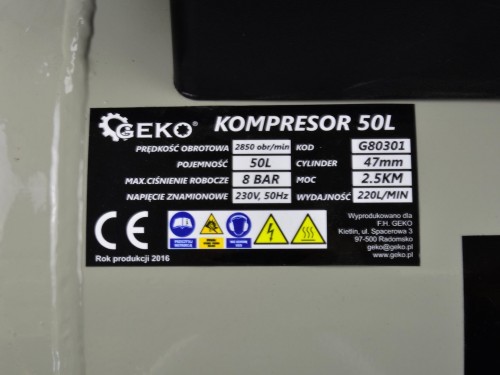 GEKO® KOMPRESOR 50L
PRĘDKOŚĆ OBROTOWA 2850 obr/min KOD G80301
POJEMNOŚĆ 50L CYLINDER 47mm
MAX.CIŚNIENIE ROBOCZE 8 BAR MOC 2.5KM
NAPIĘCIE ZNAMIONOWE 230V, 50Hz WYDAJNOŚĆ 220L/MIN
CE
Rok produkcji 2016
Wyprodukowano dla
F.H. GEKO
Kietlin, ul. Spacerowa 3
97-500 Radomsko
geko@geko.pl
www.geko.pl